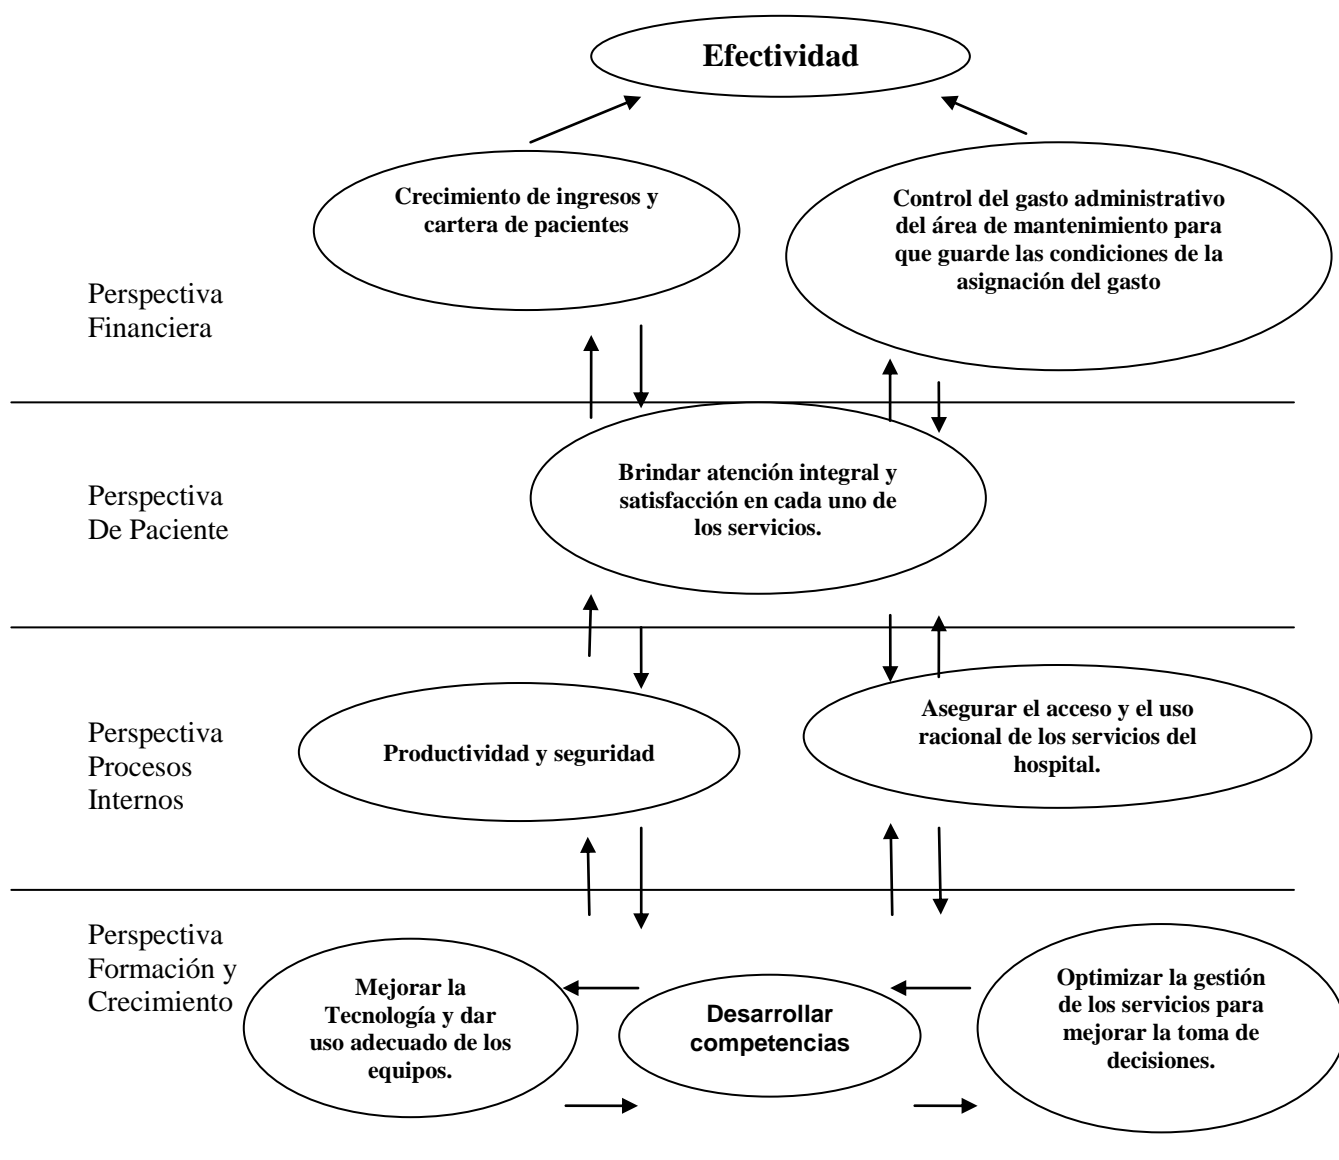 Efectividad
Crecimiento de ingresos y
cartera de pacientes
Control del gasto administrativo
del área de mantenimiento para
que guarde las condiciones de la
asignación del gasto
Perspectiva
Financiera
Perspectiva
De Paciente
Brindar atención integral y
satisfacción en cada uno de
los servicios.
Perspectiva
Procesos
Internos
Productividad y seguridad
Asegurar el acceso y el uso
racional de los servicios del
hospital.
Perspectiva
Formación y
Crecimiento
Mejorar la
Tecnología y dar
uso adecuado de los
equipos.
Desarrollar
competencias
Optimizar la gestión
de los servicios para
mejorar la toma de
decisiones.